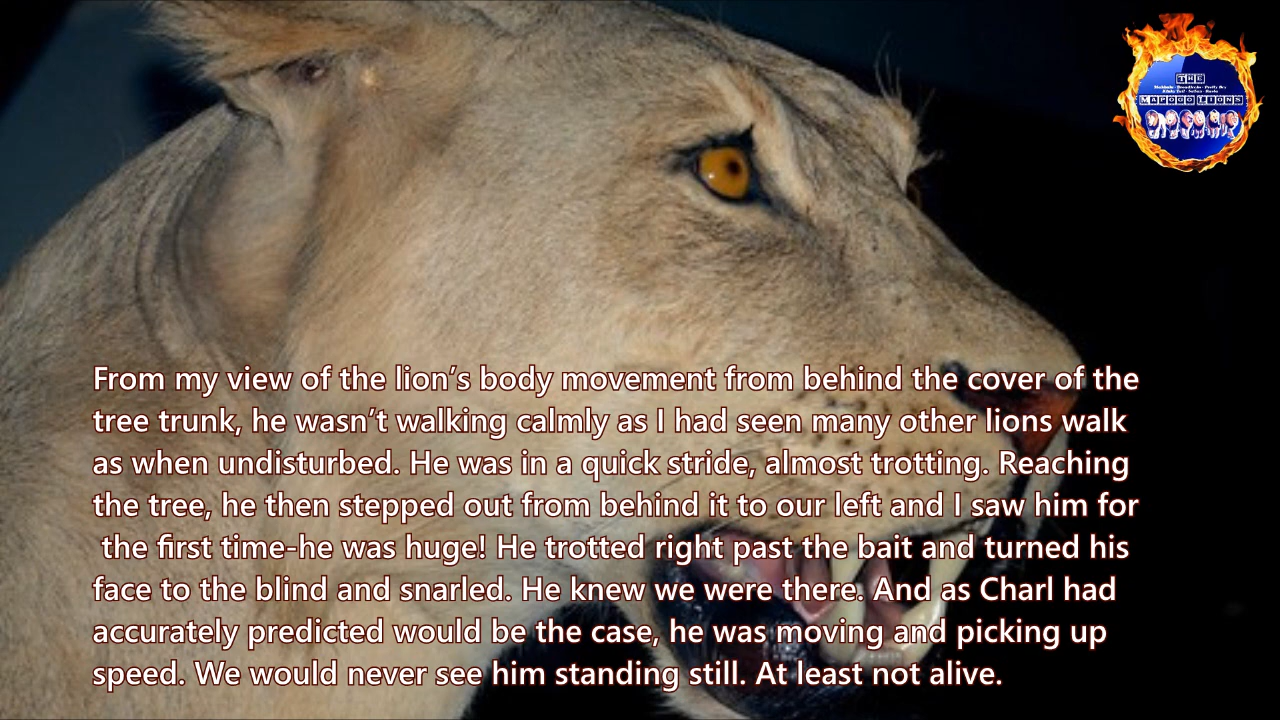 THE
MAPOGO LIONS
From my view of the lion’s body movement from behind the cover of the
tree trunk, he wasn’t walking calmly as I had seen many other lions walk
as when undisturbed. He was in a quick stride, almost trotting. Reaching
the tree, he then stepped out from behind it to our left and I saw him for
the first time-he was huge! He trotted right past the bait and turned his
face to the blind and snarled. He knew we were there. And as Charl had
accurately predicted would be the case, he was moving and picking up
speed. We would never see him standing still. At least not alive.